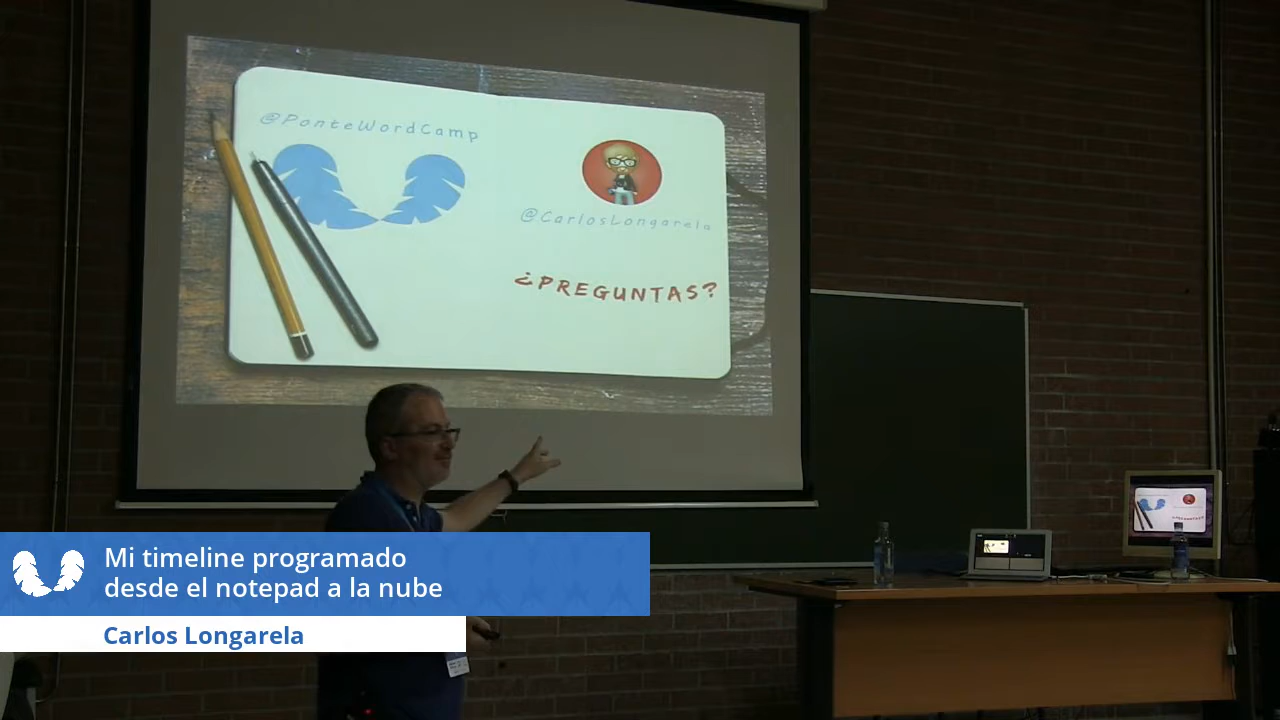 @PonteWordCamp
@CarlosLongarela
¿PREGUNTAS?
Mi timeline programado
desde el notepad a la nube
Carlos Longarela